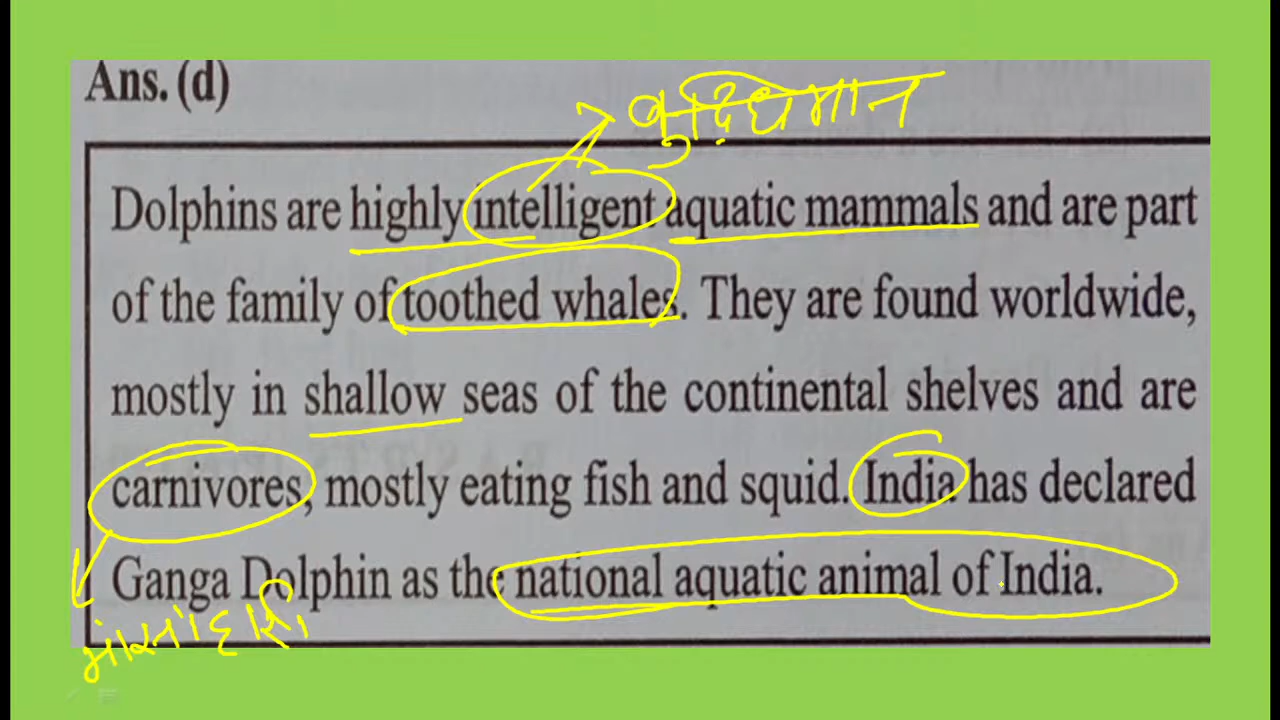 Ans. (d)
बुद्धिमान
Dolphins are highly intelligent aquatic mammals and are part
of the family of toothed whales. They are found worldwide,
mostly in shallow seas of the continental shelves and are
carnivores, mostly eating fish and squid. India has declared
Ganga Dolphin as the national aquatic animal of India.